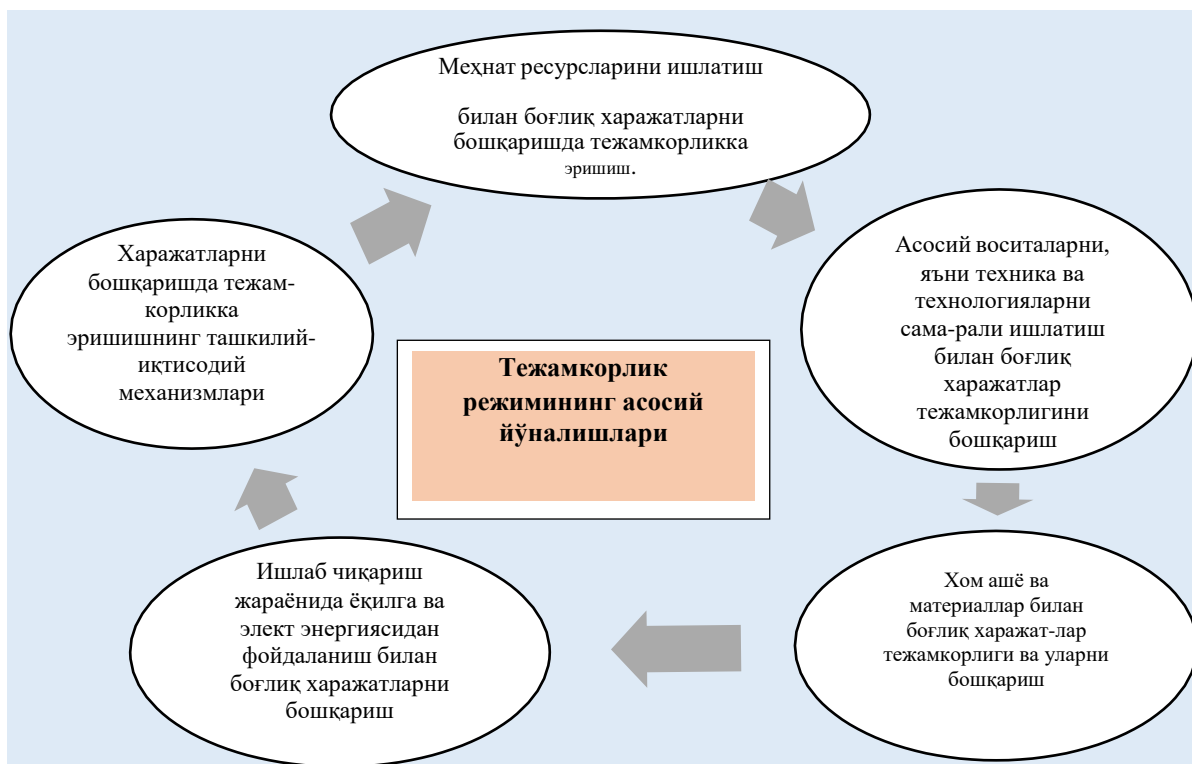 Меҳнат ресурсларини ишлатиш
билан боғлиқ харажатларни
бошқаришда тежамкорликка
эришиш.
Асосий воситаларни,
яъни техника ва
технологияларни
сама-рали ишлатиш
билан боғлиқ
харажатлар
тежамкорлигини
бошқариш
Хом ашё ва
материаллар билан
боғлиқ харажат-лар
тежамкорлиги ва уларни
бошқариш
Ишлаб чиқариш
жараёнида ёқилга ва
элект энергиясидан
фойдаланиш билан
боғлиқ харажатларни
бошқариш
Харажатларни
бошқаришда тежам-
корликка
эришишнинг ташкилий-
иқтисодий
механизмлари
Тежамкорлик
режимининг асосий
йўналишлари